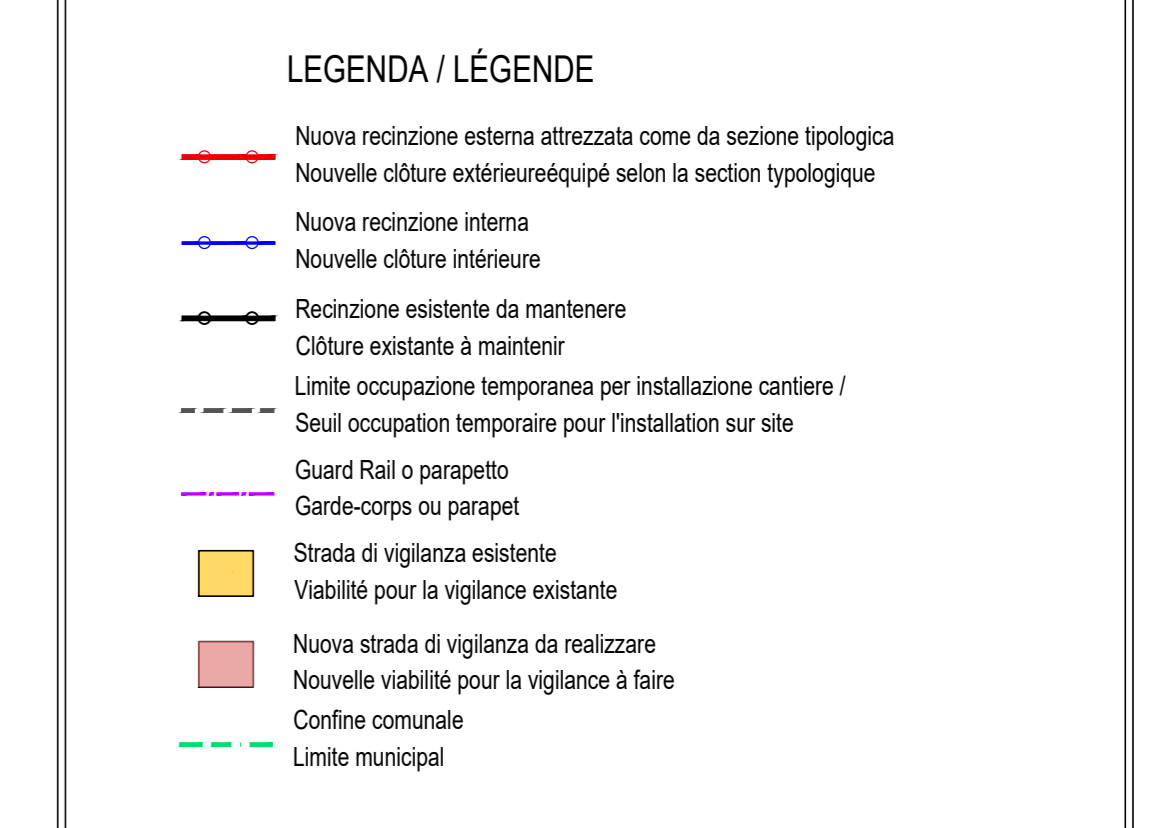 LEGENDA / LÉGENDE
Nuova recinzione esterna attrezzata come da sezione tipologica
Nouvelle clôture extérieureéquipé selon la section typologique
Nuova recinzione interna
Nouvelle clôture intérieure
Recinzione esistente da mantenere
Clôture existante à maintenir
Limite occupazione temporanea per installazione cantiere /
Seuil occupation temporaire pour l'installation sur site
Guard Rail o parapetto
Garde-corps ou parapet
Strada di vigilanza esistente
Viabilité pour la vigilance existante
Nuova strada di vigilanza da realizzare
Nouvelle viabilité pour la vigilance à faire
Confine comunale
Limite municipal